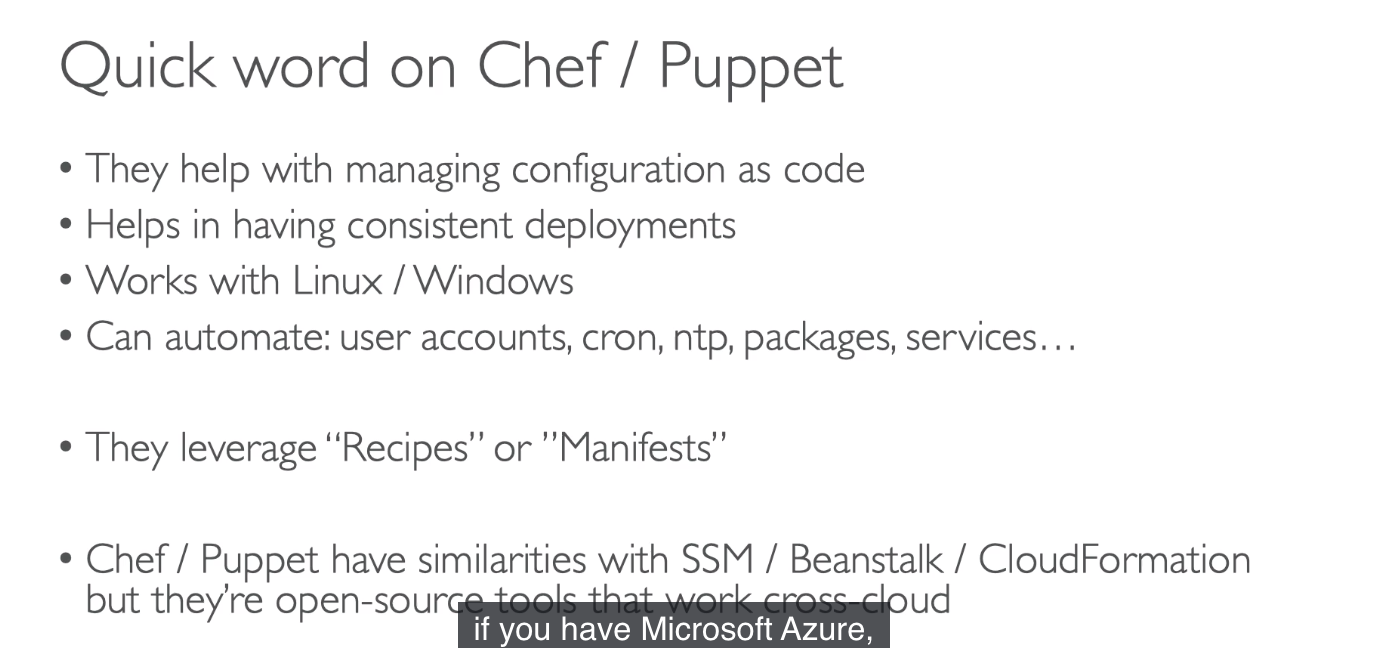 Quick word on Chef / Puppet
• They help with managing configuration as code
• Helps in having consistent deployments
• Works with Linux / Windows
• Can automate: user accounts, cron, ntp, packages, services…
• They leverage “Recipes” or ”Manifests”
• Chef / Puppet have similarities with SSM / Beanstalk / CloudFormation
but they’re open-source tools that work cross-cloud
if you have Microsoft Azure,